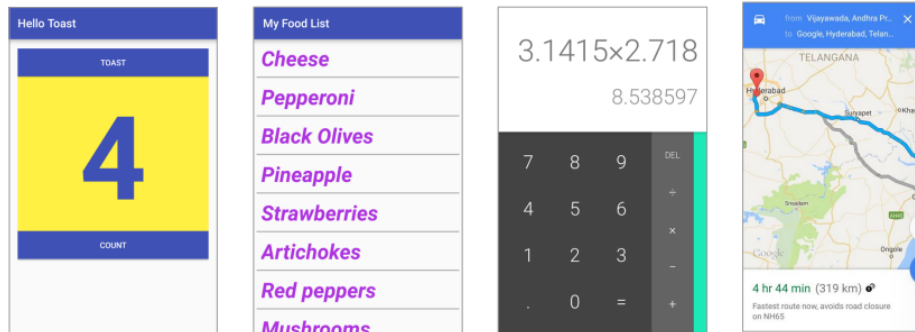 Hello Toast
TOAST
4
COUNT
My Food List
Cheese
Pepperoni
Black Olives
Pineapple
Strawberries
Artichokes
Red peppers
Mushrooms
3.1415×2.718
8.538597
7 8 9 DEL
÷
4 5 6
×
1 2 3
−
. 0 = +
from Vijayawada, Andhra Pr...
to Google, Hyderabad, Telan...
TELANGANA
Hyderabad
Suryapet
Kha
Srisailam
Ongole
Google
4 hr 44 min (319 km)
Fastest route now, avoids road closure
on NH65